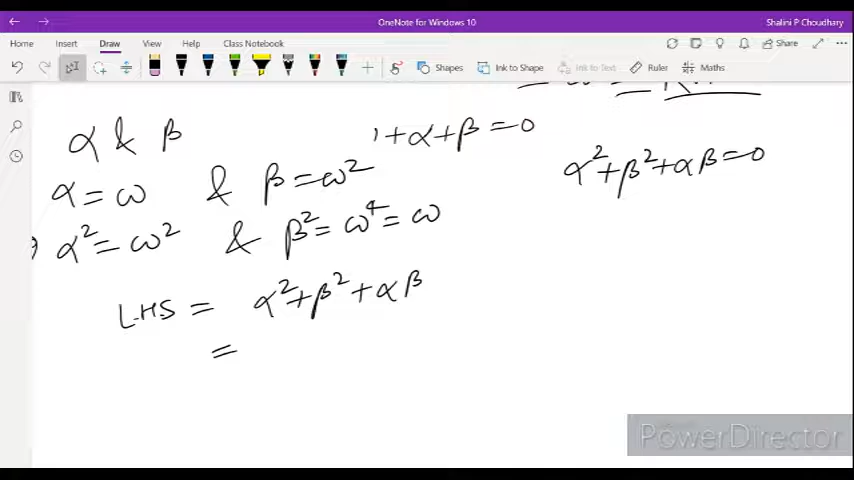 OneNote for Windows 10
Shalini P Choudhary
Home Insert Draw View Help Class Notebook Share
Shapes Ink to Shape Ink to Text Ruler Maths
α & β
1+α+β=0
α²+β²+αβ=0
α=ω & β=ω²
α²=ω² & β²=ω⁴=ω
L.H.S = α²+β²+αβ
=
PowerDirector